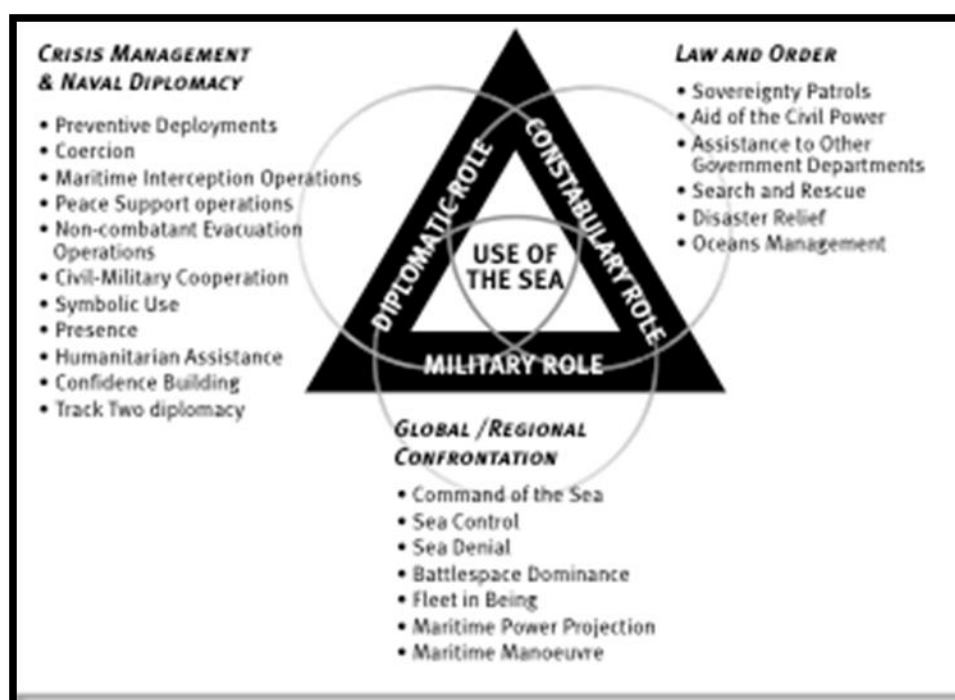 CRISIS MANAGEMENT
& NAVAL DIPLOMACY
• Preventive Deployments
• Coercion
• Maritime Interception Operations
• Peace Support operations
• Non-combatant Evacuation
Operations
• Civil-Military Cooperation
• Symbolic Use
• Presence
• Humanitarian Assistance
• Confidence Building
• Track Two diplomacy
LAW AND ORDER
• Sovereignty Patrols
• Aid of the Civil Power
• Assistance to Other
Government Departments
• Search and Rescue
• Disaster Relief
• Oceans Management
DIPLOMATIC ROLE
CONSTABULARY ROLE
USE OF
THE SEA
MILITARY ROLE
GLOBAL /REGIONAL
CONFRONTATION
• Command of the Sea
• Sea Control
• Sea Denial
• Battlespace Dominance
• Fleet in Being
• Maritime Power Projection
• Maritime Manoeuvre